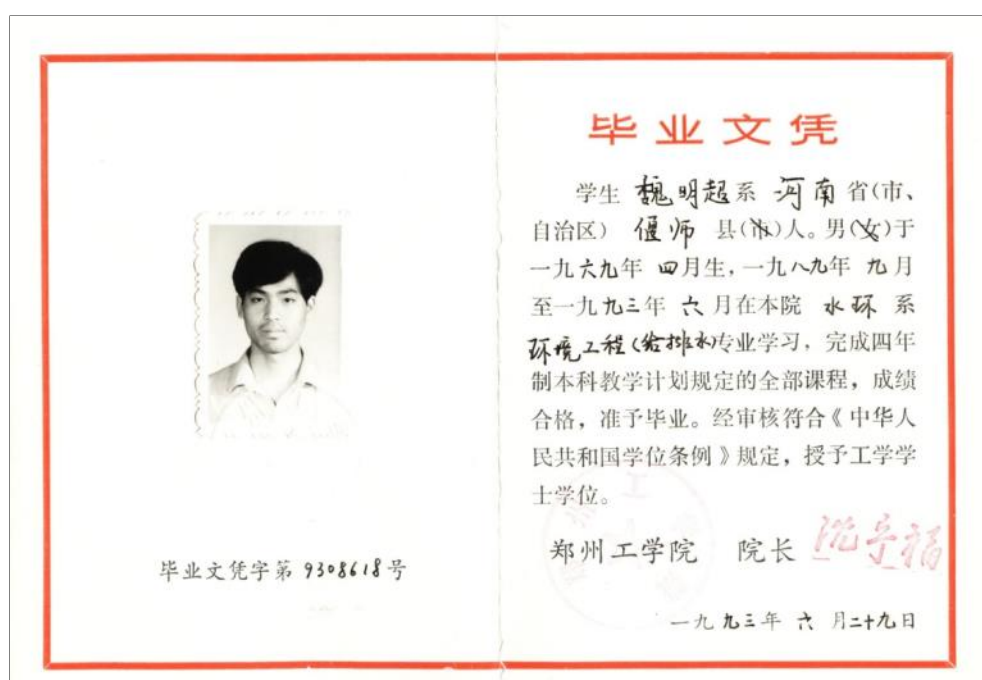 毕业文凭
学生 魏明超 系 河南 省(市、
自治区) 偃师 县(市)人。男(女)于
一九六九年 四月生，一九八九年 九月
至一九九三年 六 月在本院 水环 系
环境工程(给排水)专业学习，完成四年
制本科教学计划规定的全部课程，成绩
合格，准予毕业。经审核符合《中华人
民共和国学位条例》规定，授予工学学
士学位。
郑州工学院 院长 沈宁福
一九九三年 六 月二十九日
毕业文凭字第 9308618 号